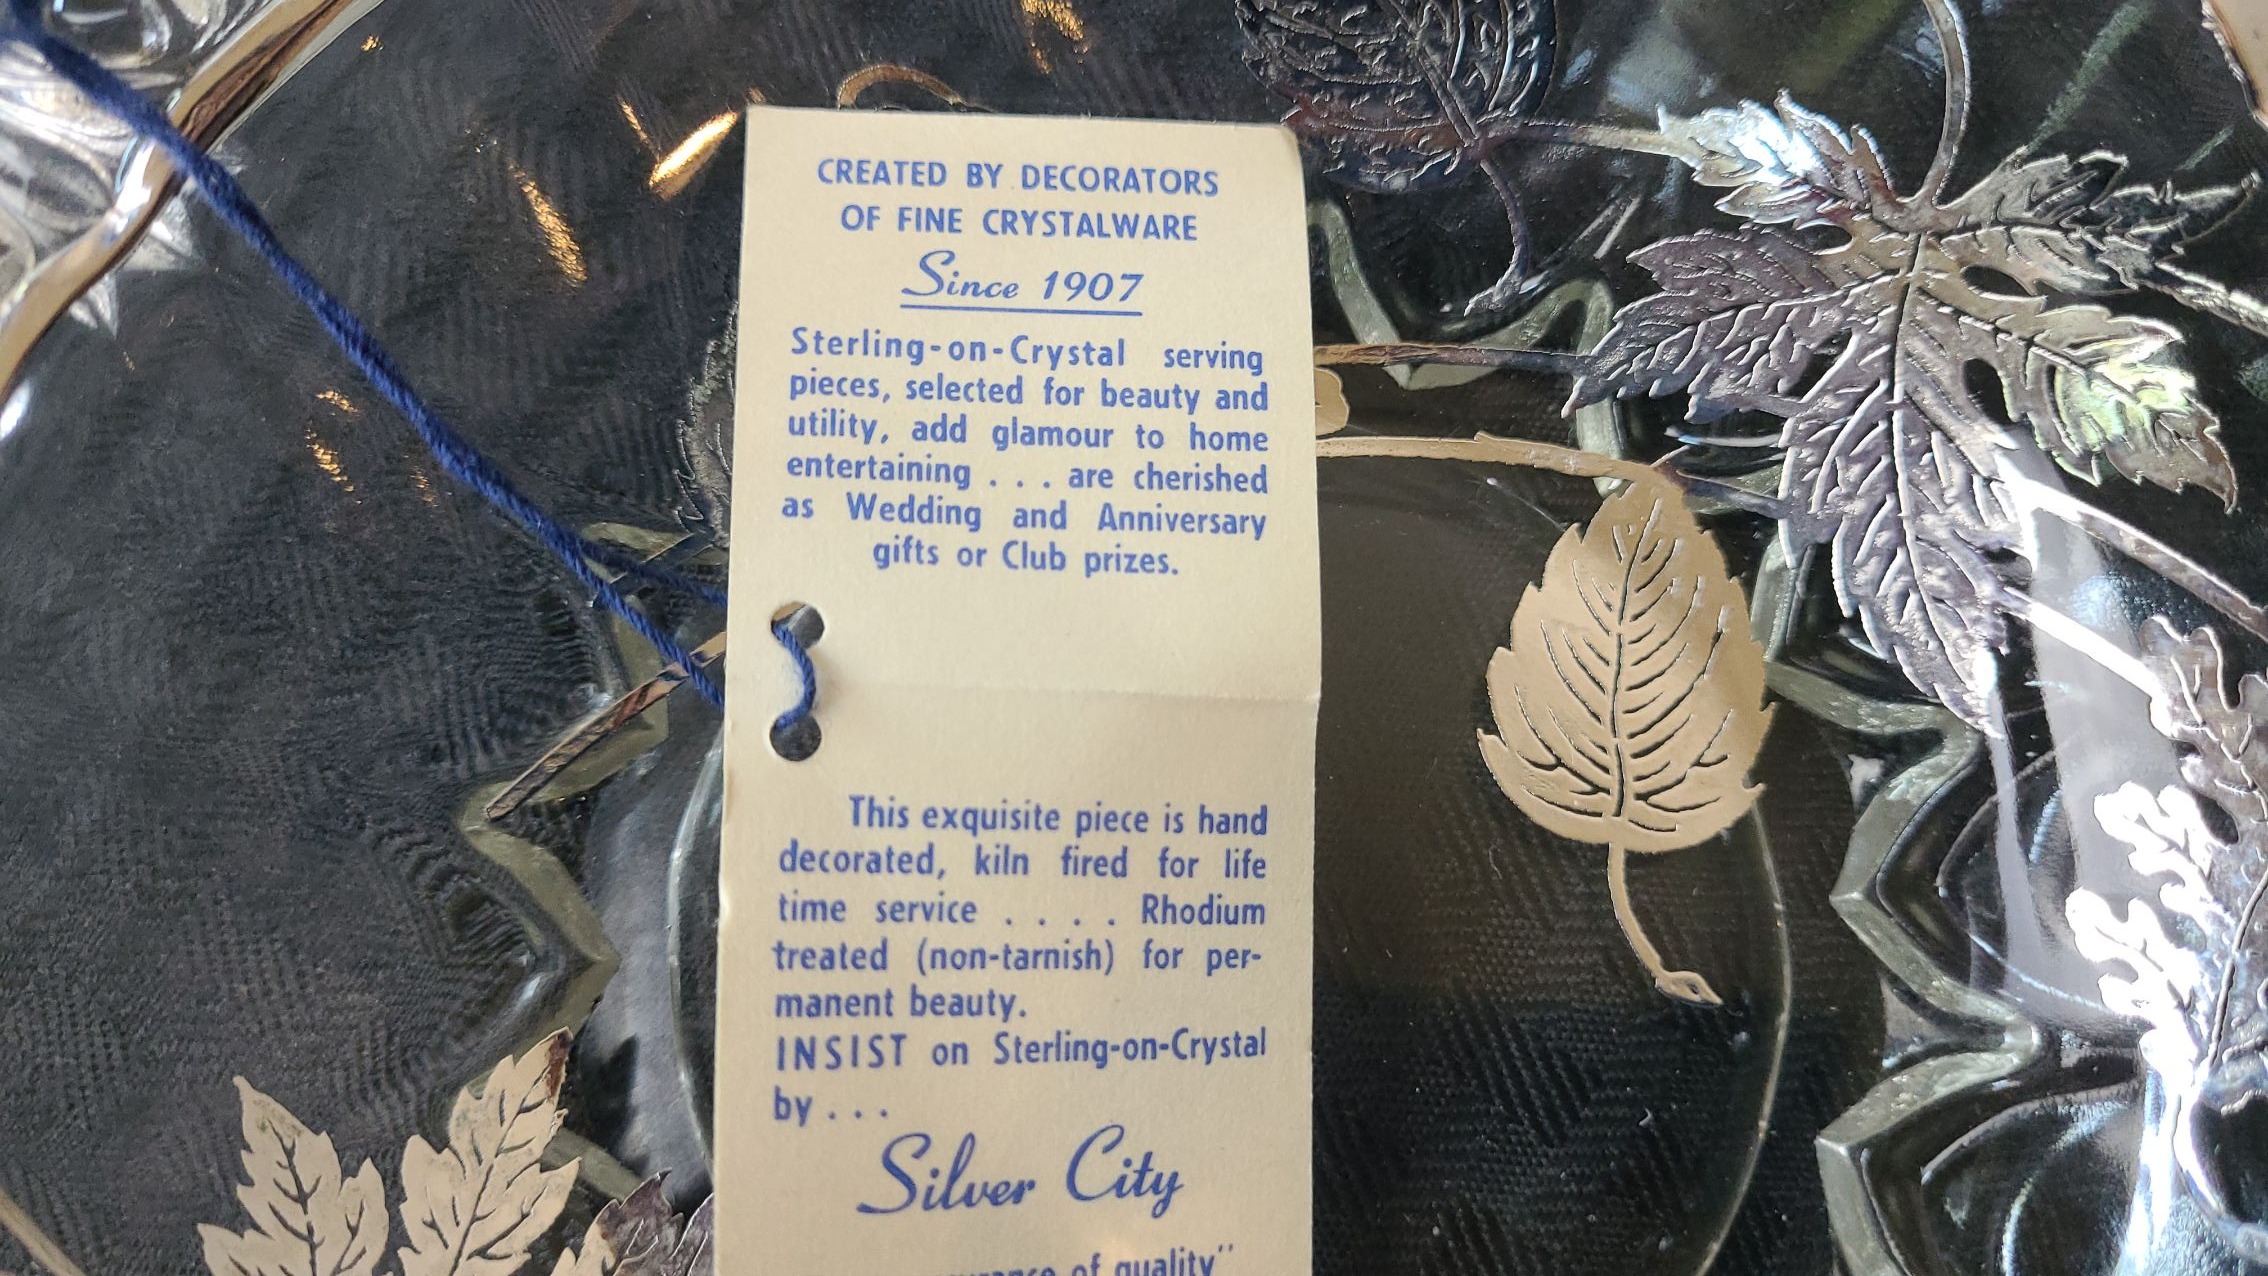 CREATED BY DECORATORS
OF FINE CRYSTALWARE
Since 1907
Sterling-on-Crystal serving
pieces, selected for beauty and
utility, add glamour to home
entertaining . . . are cherished
as Wedding and Anniversary
gifts or Club prizes.
This exquisite piece is hand
decorated, kiln fired for life
time service . . . . Rhodium
treated (non-tarnish) for per-
manent beauty.
INSIST on Sterling-on-Crystal
by . . .
Silver City
of quality"